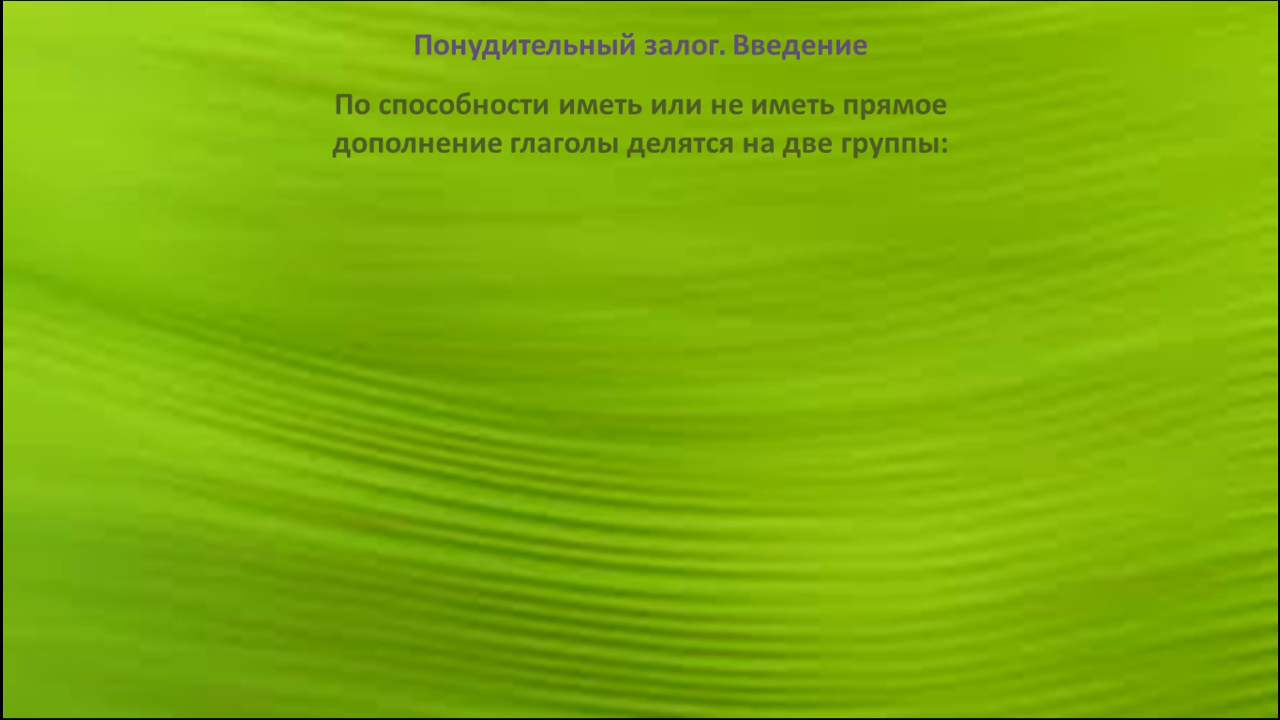 Понудительный залог. Введение
По способности иметь или не иметь прямое
дополнение глаголы делятся на две группы: